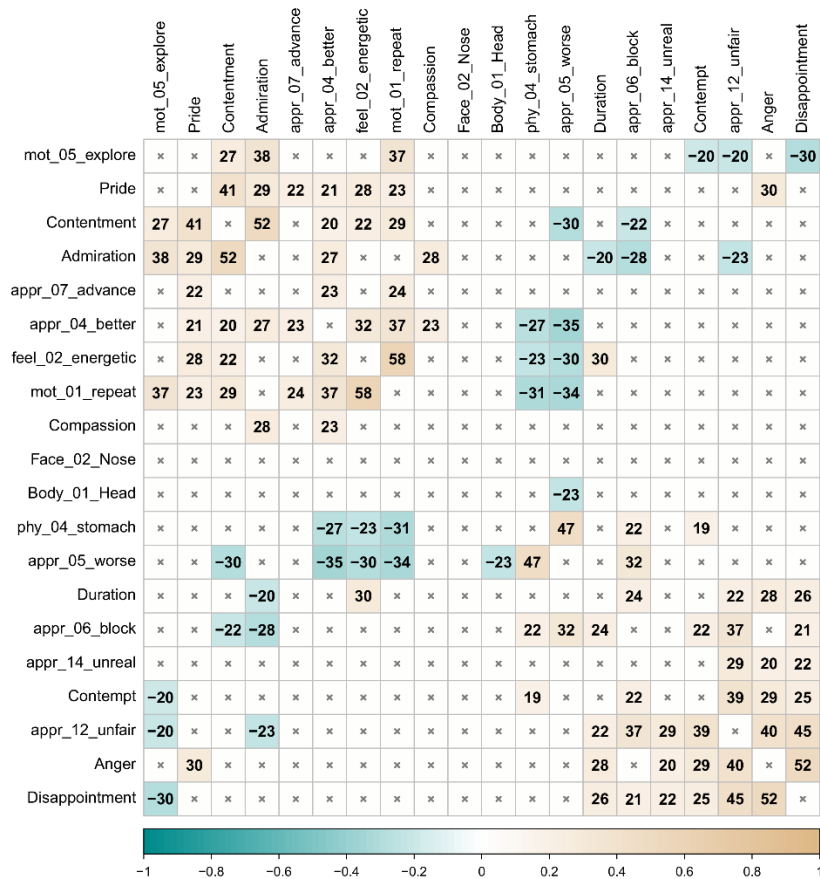 mot_05_explore
Pride
Contentment
Admiration
appr_07_advance
appr_04_better
feel_02_energetic
mot_01_repeat
Compassion
Face_02_Nose
Body_01_Head
phy_04_stomach
appr_05_worse
Duration
appr_06_block
appr_14_unreal
Contempt
appr_12_unfair
Anger
Disappointment
mot_05_explore × × 27 38 × × × 37 × × × × × × × × −20 −20 × −30
Pride × × 41 29 22 21 28 23 × × × × × × × × × × 30 ×
Contentment 27 41 × 52 × 20 22 29 × × × × −30 × −22 × × × × ×
Admiration 38 29 52 × × 27 × × 28 × × × × −20 −28 × × −23 × ×
appr_07_advance × 22 × × × 23 × 24 × × × × × × × × × × × ×
appr_04_better × 21 20 27 23 × 32 37 23 × × −27 −35 × × × × × × ×
feel_02_energetic × 28 22 × × 32 × 58 × × × −23 −30 30 × × × × × ×
mot_01_repeat 37 23 29 × 24 37 58 × × × × −31 −34 × × × × × × ×
Compassion × × × 28 × 23 × × × × × × × × × × × × × ×
Face_02_Nose × × × × × × × × × × × × × × × × × × × ×
Body_01_Head × × × × × × × × × × × × −23 × × × × × × ×
phy_04_stomach × × × × × −27 −23 −31 × × × × 47 × 22 × 19 × × ×
appr_05_worse × × −30 × × −35 −30 −34 × × −23 47 × × 32 × × × × ×
Duration × × × −20 × × 30 × × × × × × × 24 × × 22 28 26
appr_06_block × × −22 −28 × × × × × × × 22 32 24 × × 22 37 × 21
appr_14_unreal × × × × × × × × × × × × × × × × × 29 20 22
Contempt −20 × × × × × × × × × × 19 × × 22 × × 39 29 25
appr_12_unfair −20 × × −23 × × × × × × × × × 22 37 29 39 × 40 45
Anger × 30 × × × × × × × × × × × 28 × 20 29 40 × 52
Disappointment −30 × × × × × × × × × × × × 26 21 22 25 45 52 ×
−1 −0.8 −0.6 −0.4 −0.2 0 0.2 0.4 0.6 0.8 1